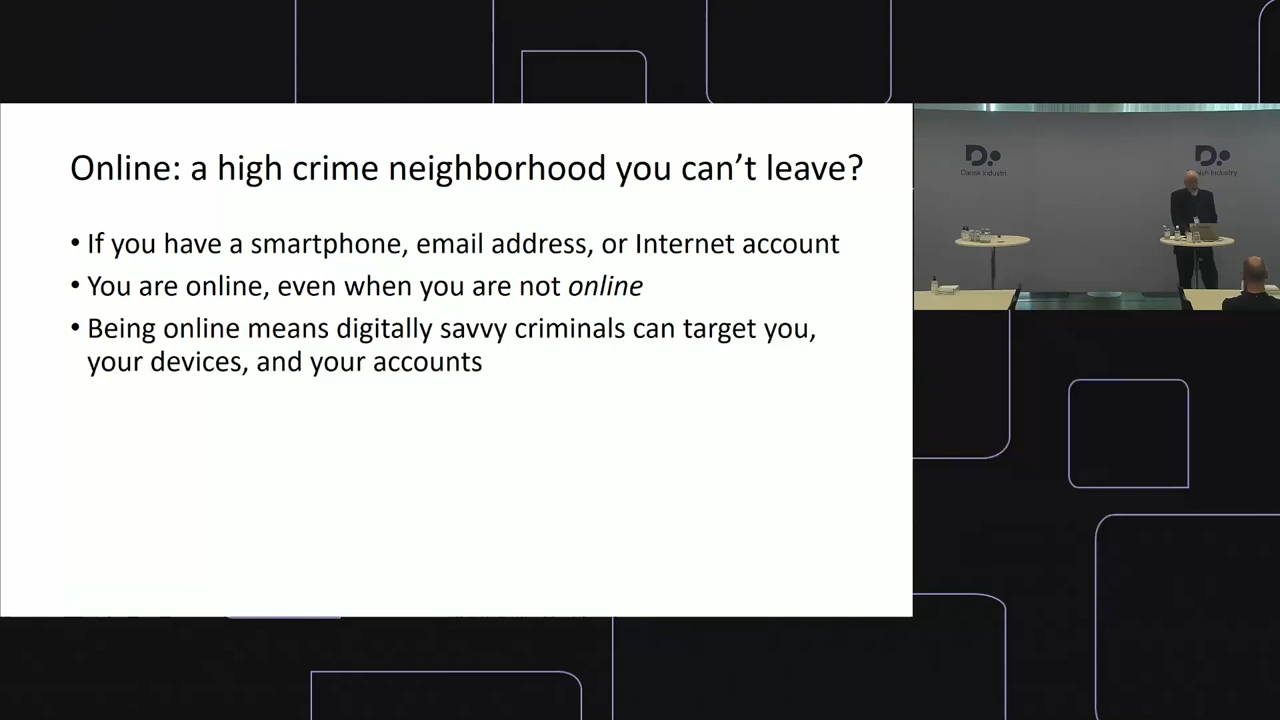 Online: a high crime neighborhood you can’t leave?
• If you have a smartphone, email address, or Internet account
• You are online, even when you are not online
• Being online means digitally savvy criminals can target you,
your devices, and your accounts
Dansk Industri
Industry